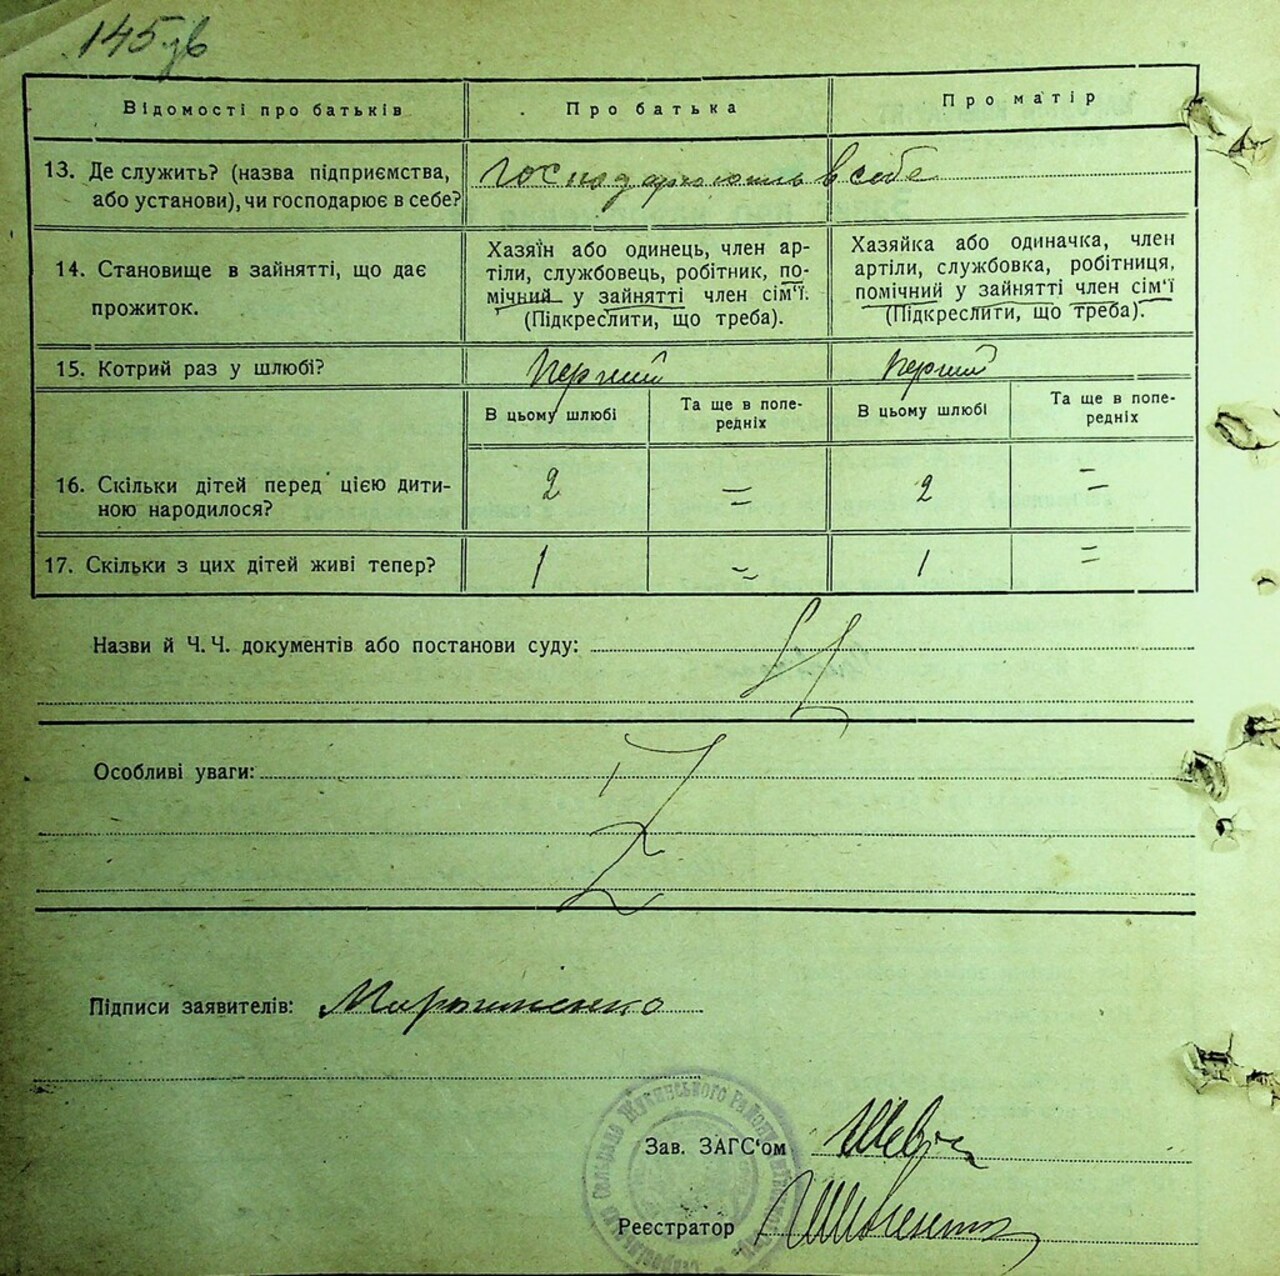 145зв
Відомості про батьків
Про батька
Про матір
13. Де служить? (назва підприємства,
або установи), чи господарює в себе?
господарюють в себе
14. Становище в зайнятті, що дає
прожиток.
Хазяїн або одинець, член ар-
тіли, службовець, робітник, по-
мічний у зайнятті член сім'ї.
(Підкреслити, що треба).
Хазяйка або одиначка, член
артіли, службовка, робітниця,
помічний у зайнятті член сім'ї
(Підкреслити, що треба).
15. Котрий раз у шлюбі?
Перший
перший
В цьому шлюбі
Та ще в попе-
редніх
В цьому шлюбі
Та ще в попе-
редніх
16. Скільки дітей перед цією дити-
ною народилося?
2
=
2
=
17. Скільки з цих дітей живі тепер?
1
=
1
=
Назви й Ч. Ч. документів або постанови суду:
Особливі уваги:
Підписи заявителів: Мирошненко
Зав. ЗАГС'ом
Реєстратор